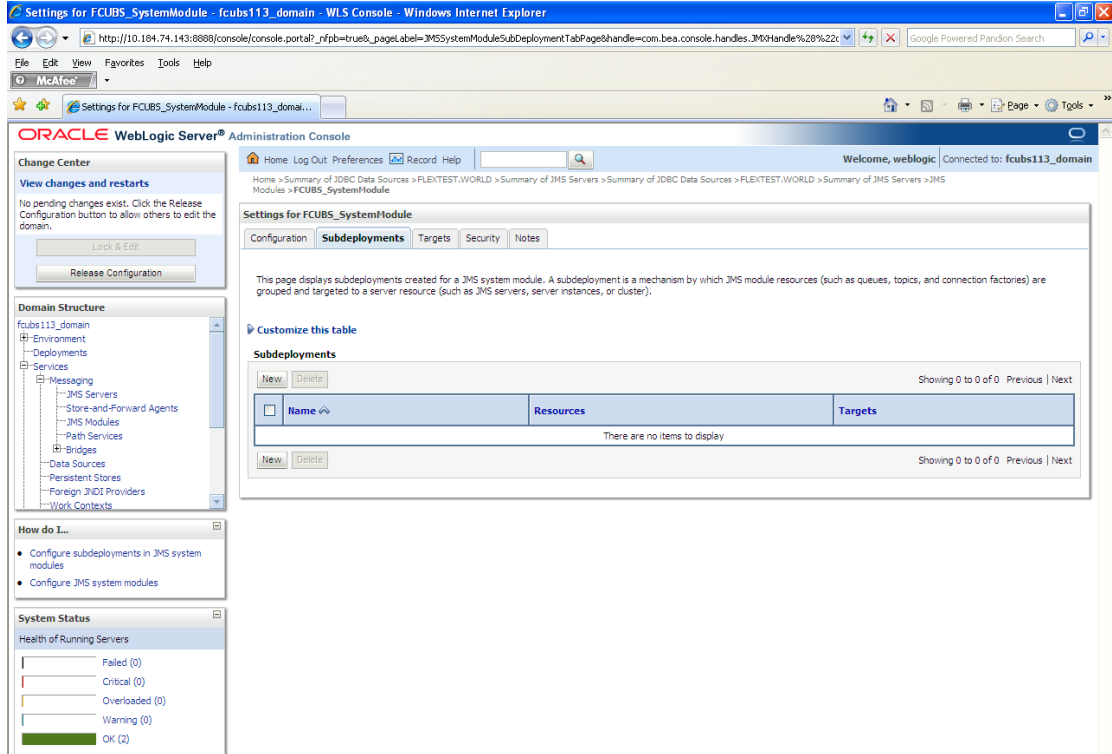 Settings for FCUBS_SystemModule - fcubs113_domain - WLS Console - Windows Internet Explorer
http://10.184.74.143:8888/console/console.portal?_nfpb=true&_pageLabel=JMSSystemModuleSubDeploymentTabPage&handle=com.bea.console.handles.JMXHandle%28%22c
Google Powered Pandion Search
File Edit View Favorites Tools Help
McAfee
Settings for FCUBS_SystemModule - fcubs113_domai...
Page Tools
ORACLE WebLogic Server® Administration Console
Change Center
View changes and restarts
No pending changes exist. Click the Release
Configuration button to allow others to edit the
domain.
Lock & Edit
Release Configuration
Domain Structure
fcubs113_domain
Environment
Deployments
Services
Messaging
JMS Servers
Store-and-Forward Agents
JMS Modules
Path Services
Bridges
Data Sources
Persistent Stores
Foreign JNDI Providers
Work Contexts
How do I...
Configure subdeployments in JMS system
modules
Configure JMS system modules
System Status
Health of Running Servers
Failed (0)
Critical (0)
Overloaded (0)
Warning (0)
OK (2)
Home Log Out Preferences Record Help
Welcome, weblogic Connected to: fcubs113_domain
Home >Summary of JDBC Data Sources >FLEXTEST.WORLD >Summary of JMS Servers >Summary of JDBC Data Sources >FLEXTEST.WORLD >Summary of JMS Servers >JMS
Modules >FCUBS_SystemModule
Settings for FCUBS_SystemModule
Configuration Subdeployments Targets Security Notes
This page displays subdeployments created for a JMS system module. A subdeployment is a mechanism by which JMS module resources (such as queues, topics, and connection factories) are
grouped and targeted to a server resource (such as JMS servers, server instances, or cluster).
Customize this table
Subdeployments
New Delete Showing 0 to 0 of 0 Previous | Next
Name Resources Targets
There are no items to display
New Delete Showing 0 to 0 of 0 Previous | Next